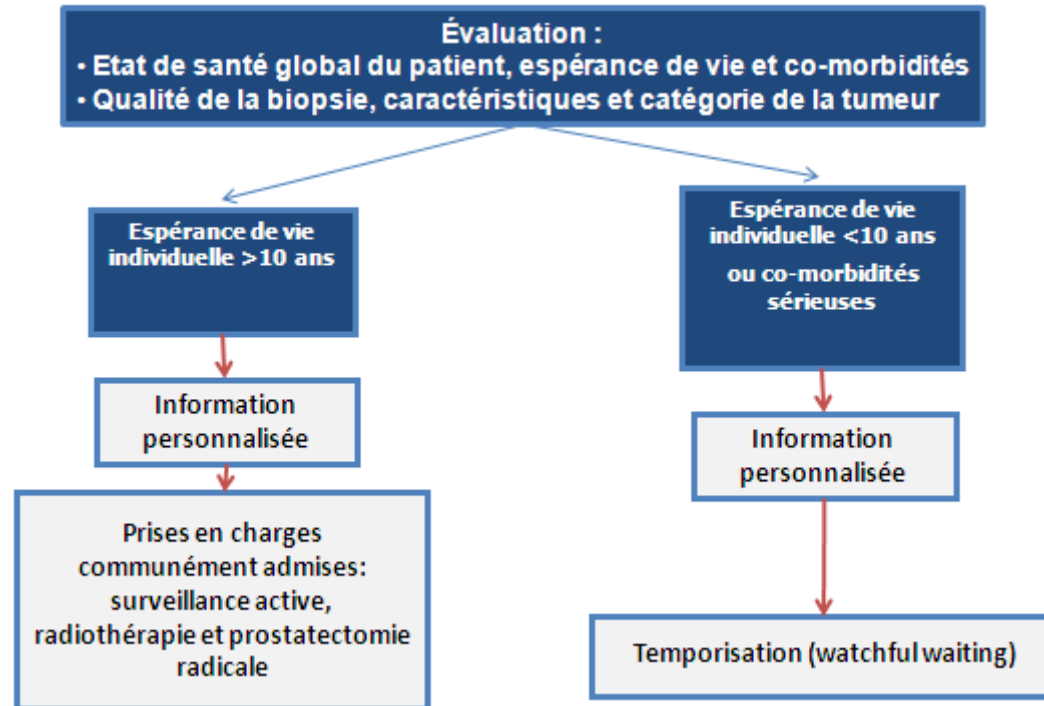 Évaluation :
• Etat de santé global du patient, espérance de vie et co-morbidités
• Qualité de la biopsie, caractéristiques et catégorie de la tumeur
Espérance de vie
individuelle >10 ans
Espérance de vie
individuelle <10 ans
ou co-morbidités
sérieuses
Information
personnalisée
Information
personnalisée
Prises en charges
communément admises:
surveillance active,
radiothérapie et prostatectomie
radicale
Temporisation (watchful waiting)